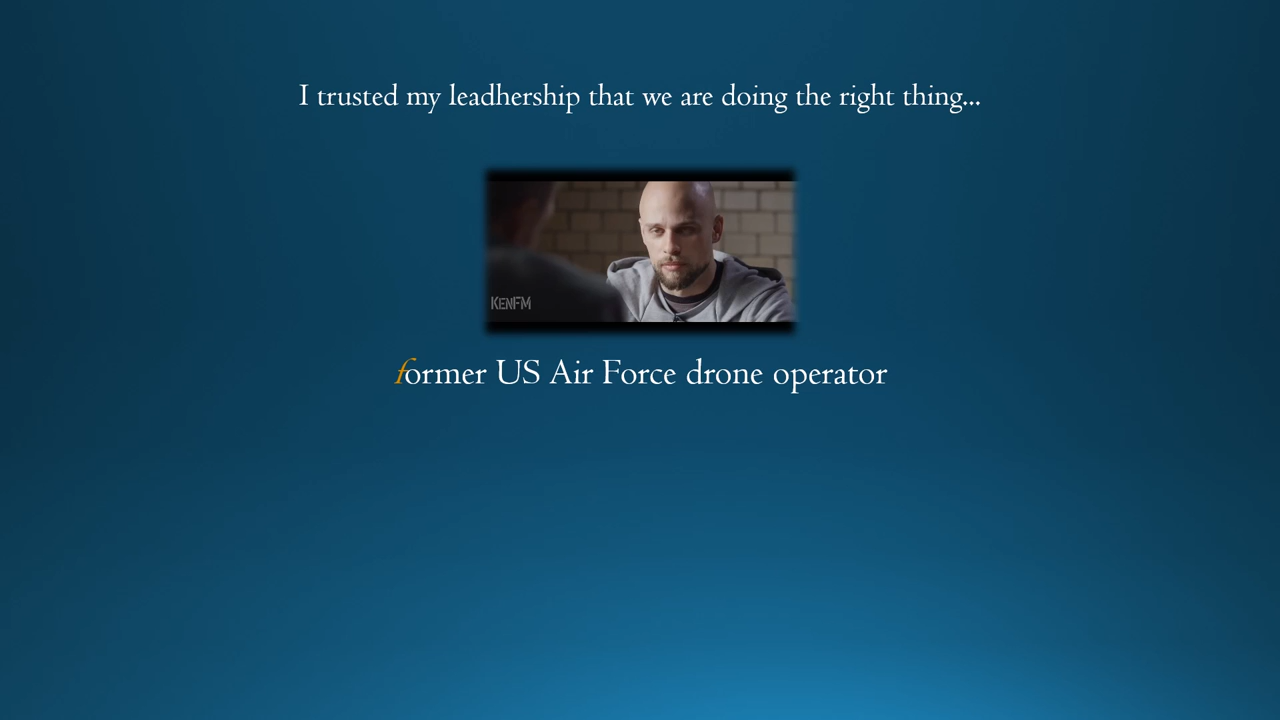 I trusted my leadhership that we are doing the right thing...
KENFM
former US Air Force drone operator